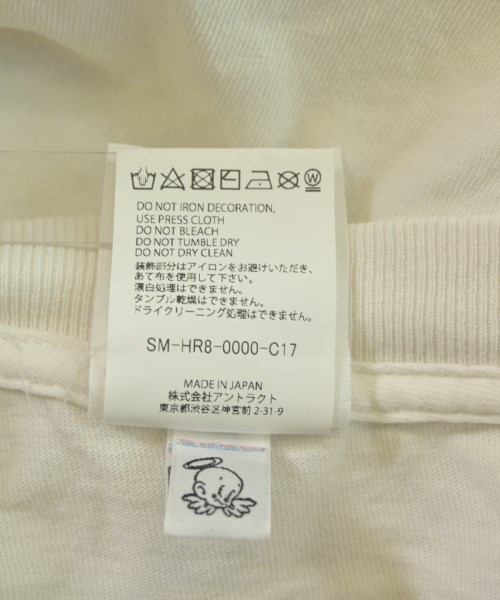 DO NOT IRON DECORATION,
USE PRESS CLOTH
DO NOT BLEACH
DO NOT TUMBLE DRY
DO NOT DRY CLEAN
装飾部分はアイロンをお避けいただき、
あて布を使用して下さい。
漂白処理はできません。
タンブル乾燥はできません。
ドライクリーニング処理はできません。
SM-HR8-0000-C17
MADE IN JAPAN
株式会社アントラクト
東京都渋谷区神宮前2-31-9